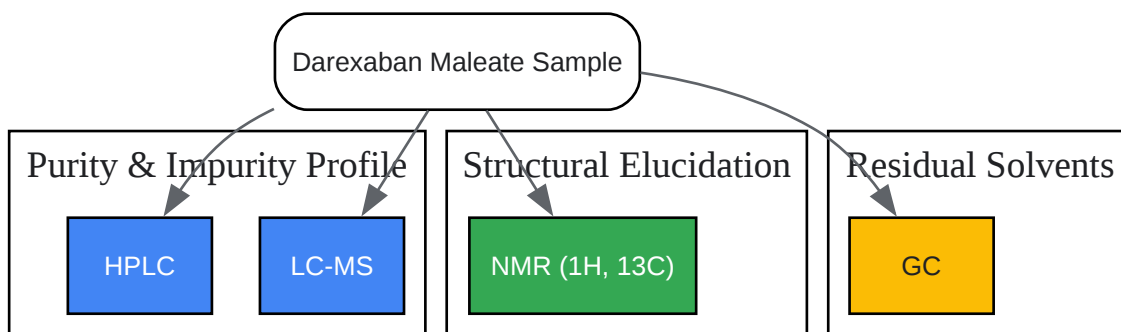 Darexaban Maleate Sample
Purity & Impurity Profile
Structural Elucidation
Residual Solvents
HPLC
LC-MS
NMR (1H, 13C)
GC